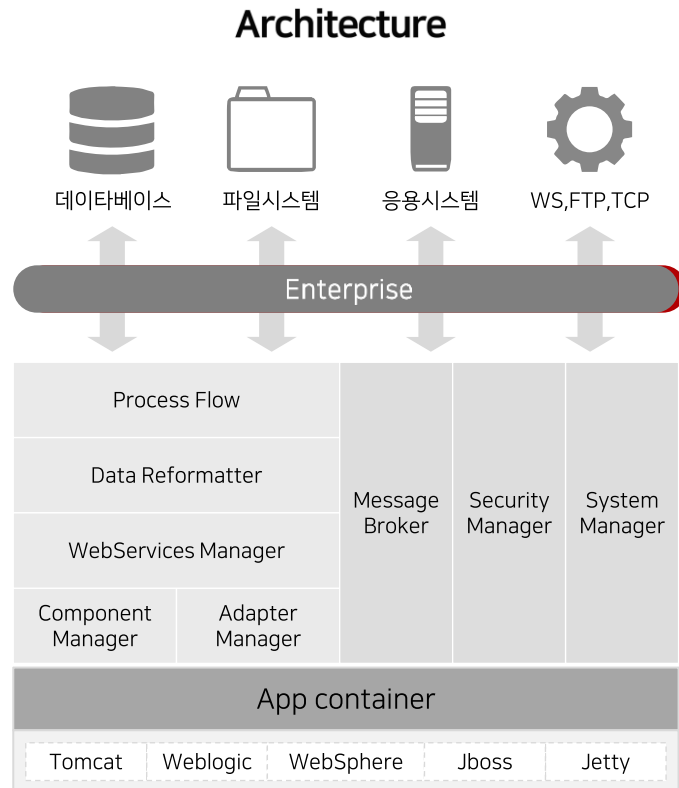 Architecture
데이타베이스
파일시스템
응용시스템
WS,FTP,TCP
Enterprise
Process Flow
Data Reformatter
WebServices Manager
Component
Manager
Adapter
Manager
Message
Broker
Security
Manager
System
Manager
App container
Tomcat
Weblogic
WebSphere
Jboss
Jetty